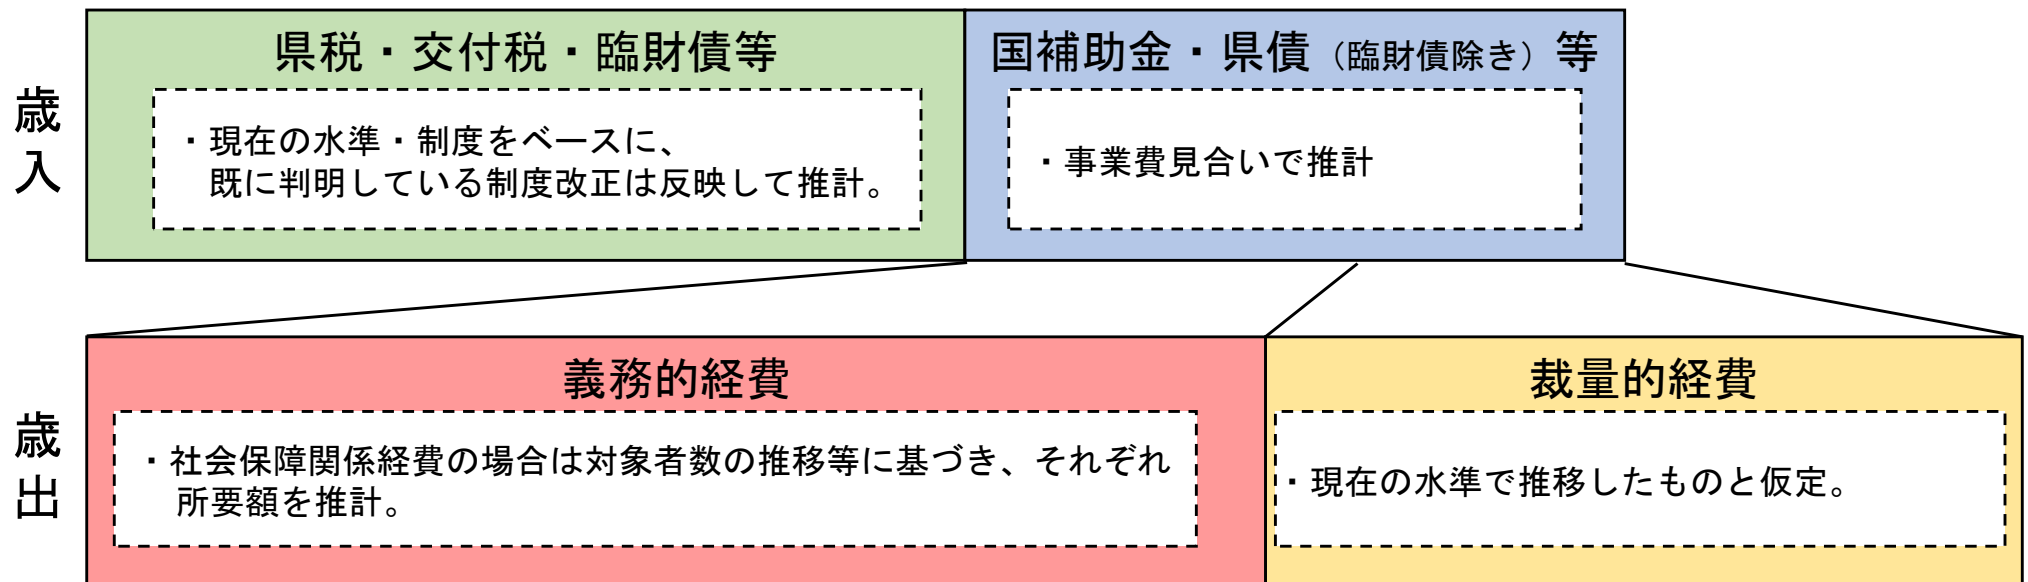 歳入
県税・交付税・臨財債等
・現在の水準・制度をベースに、
既に判明している制度改正は反映して推計。
国補助金・県債（臨財債除き）等
・事業費見合いで推計
歳出
義務的経費
・社会保障関係経費の場合は対象者数の推移等に基づき、それぞれ
所要額を推計。
裁量的経費
・現在の水準で推移したものと仮定。